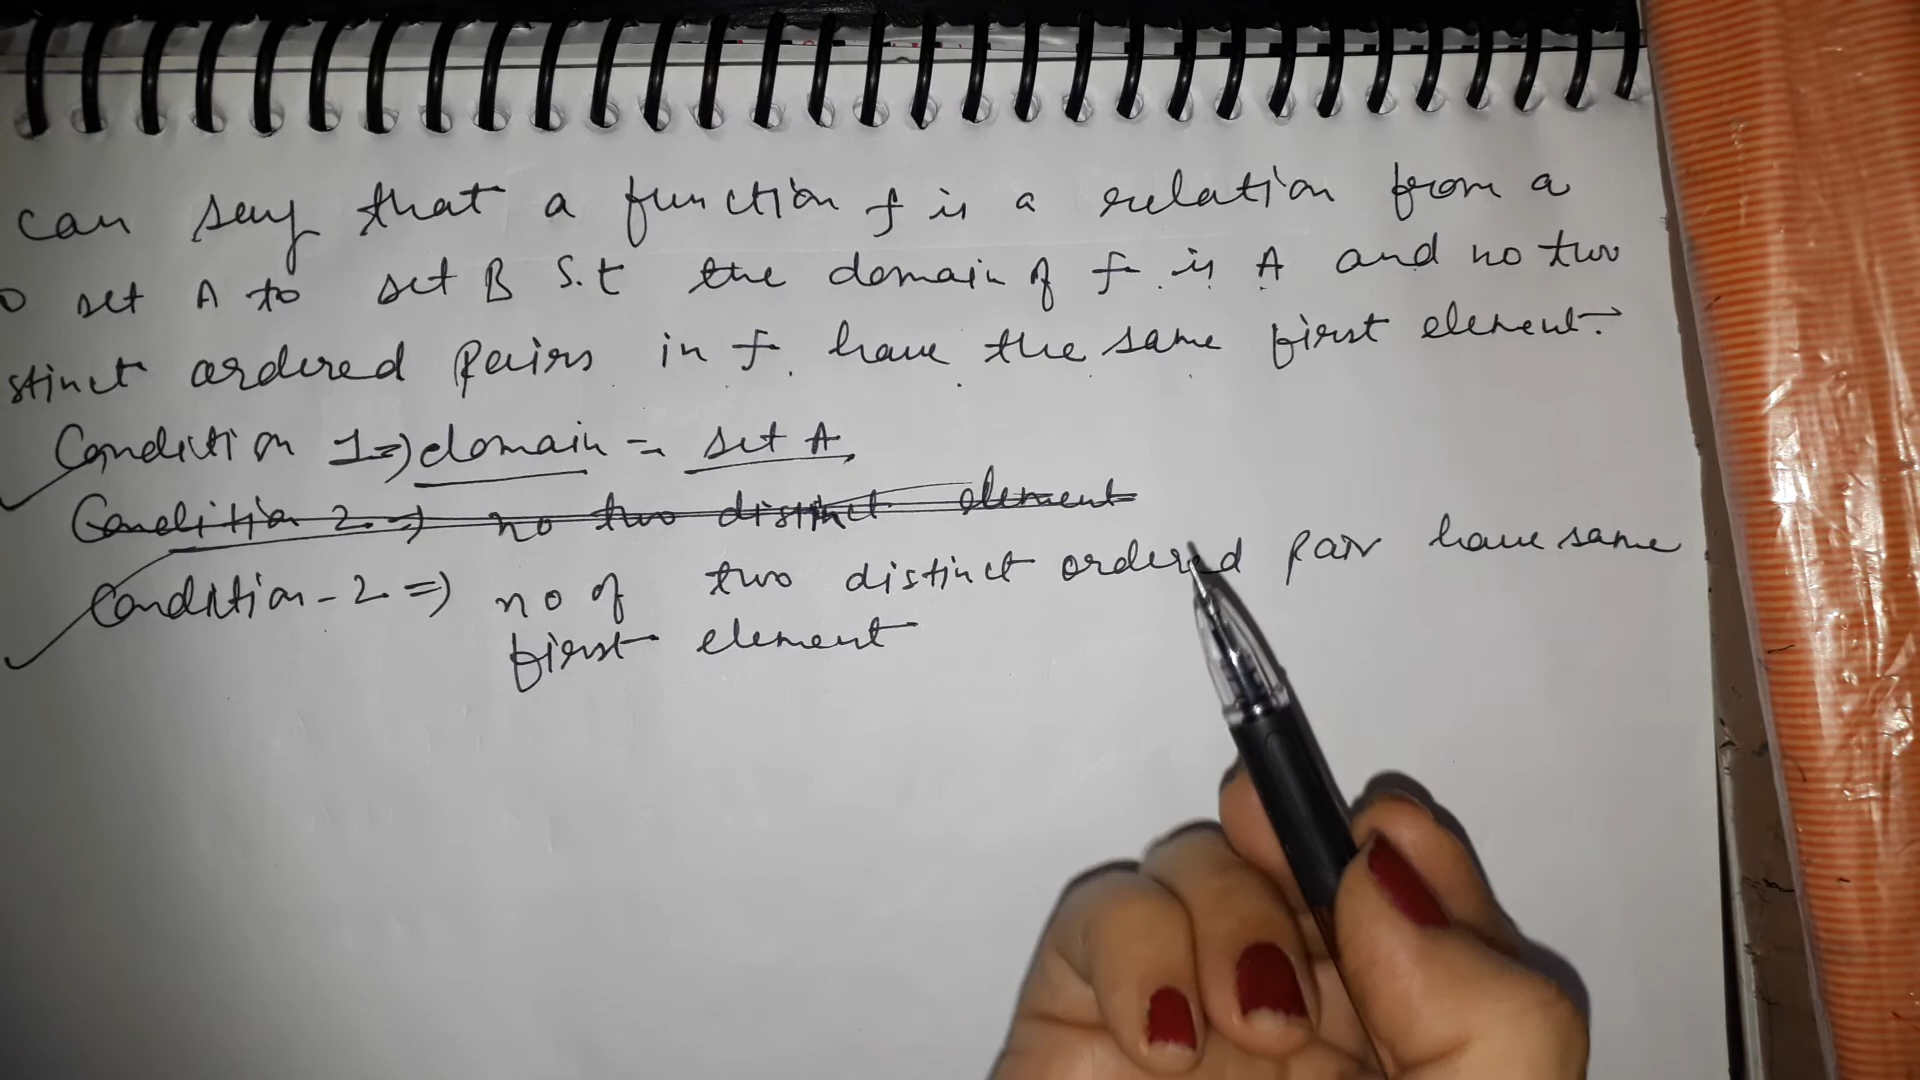 can say that a function f is a relation from a
set A to set B S.t the domain of f is A and no two
stinct ordered pairs in f have the same first element.
Condition 1 => domain = set A,
Condition 2 => no two distinct element
Condition - 2 => no of two distinct ordered pair have same
first element